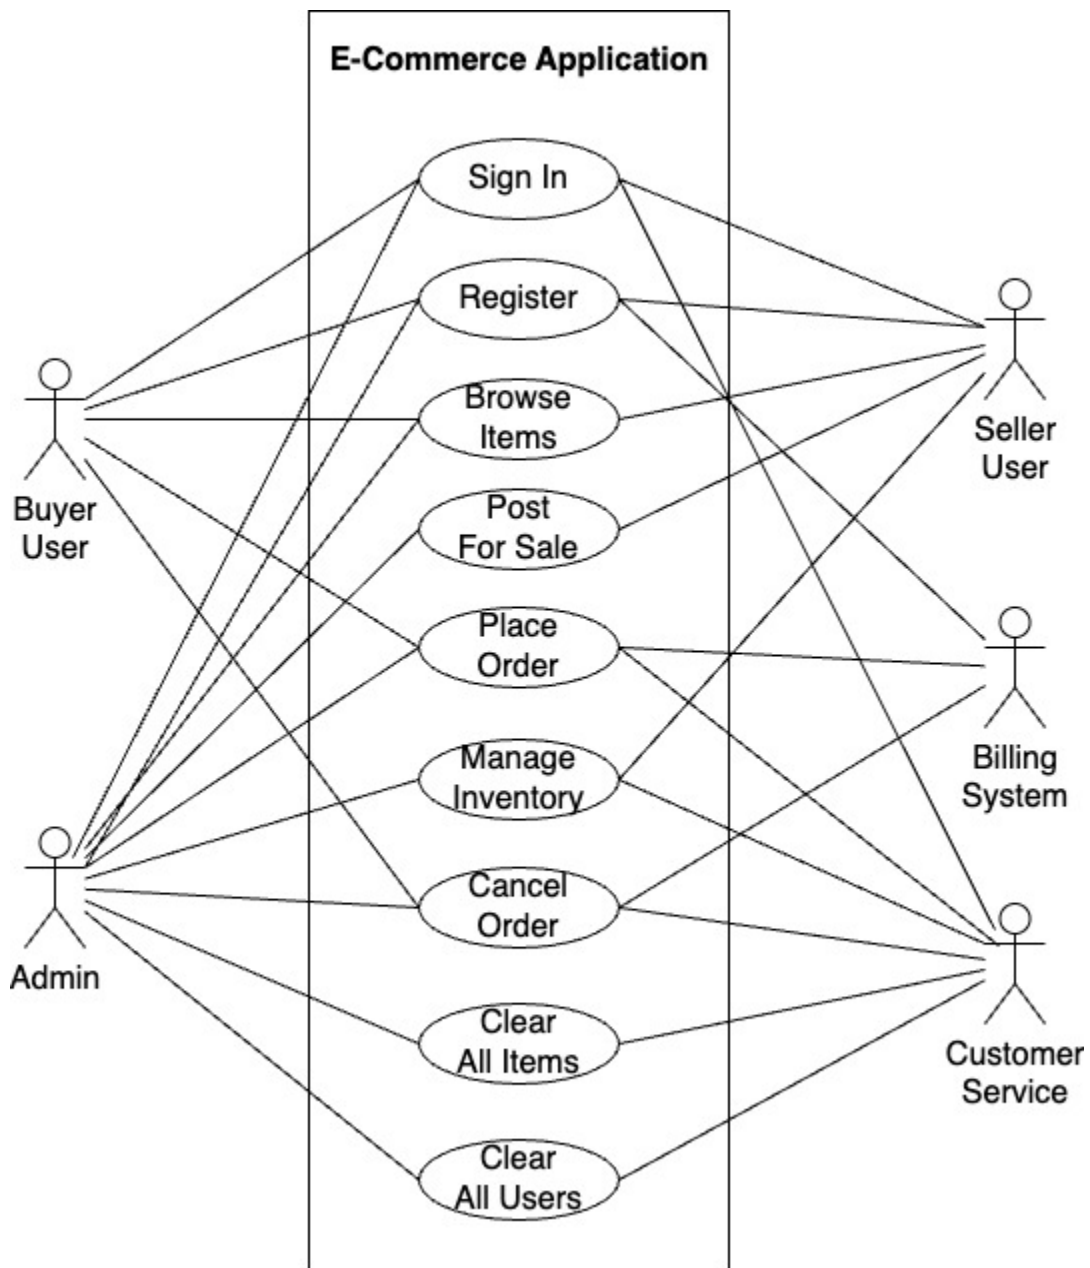 E-Commerce Application
Sign In
Register
Browse
Items
Post
For Sale
Place
Order
Manage
Inventory
Cancel
Order
Clear
All Items
Clear
All Users
Buyer
User
Admin
Seller
User
Billing
System
Customer
Service